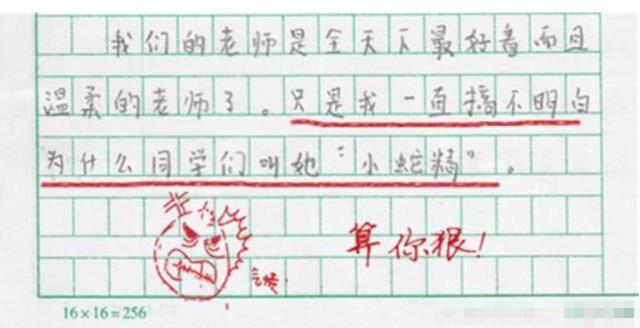 我们的老师是全天下最好看而且
温柔的老师了。只是我一直搞不明白
为什么同学们叫她“小蛇精”。
算你狠！
16×16=256